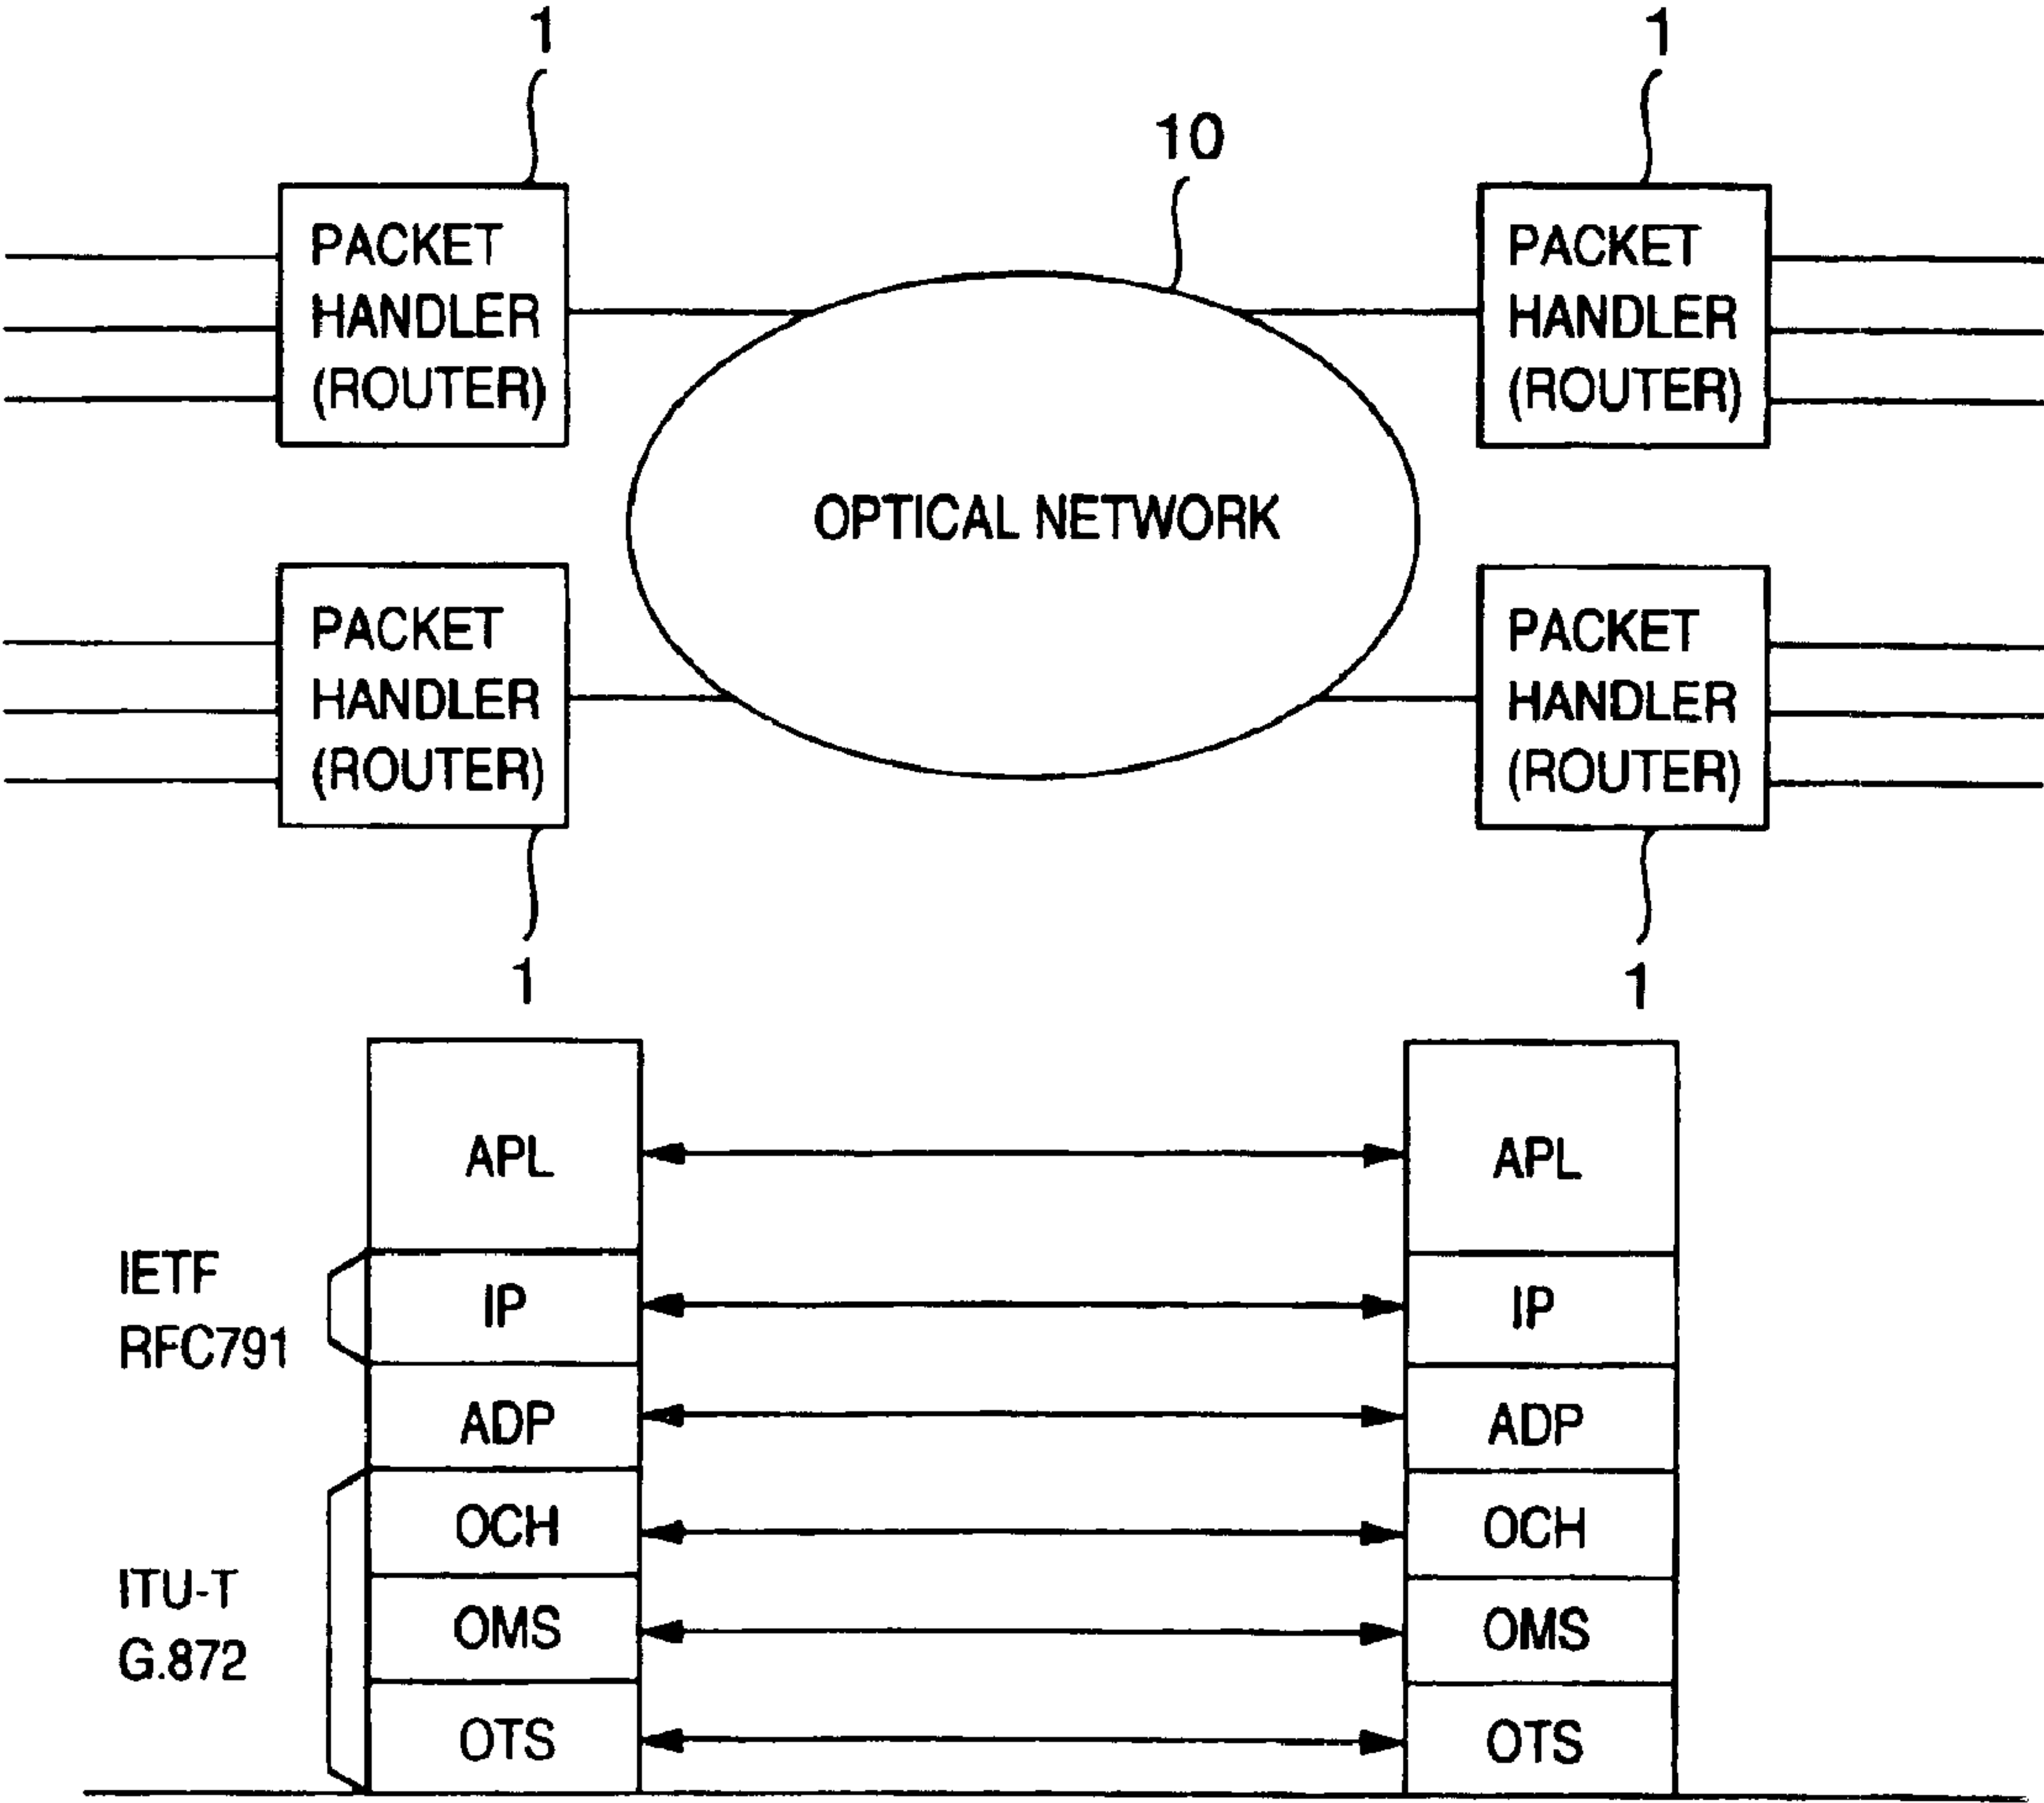 1
1
10
PACKET
HANDLER
(ROUTER)
PACKET
HANDLER
(ROUTER)
OPTICAL NETWORK
PACKET
HANDLER
(ROUTER)
PACKET
HANDLER
(ROUTER)
1
1
APL
APL
IETF
RFC791
IP
IP
ADP
ADP
OCH
OCH
ITU-T
G.872
OMS
OMS
OTS
OTS